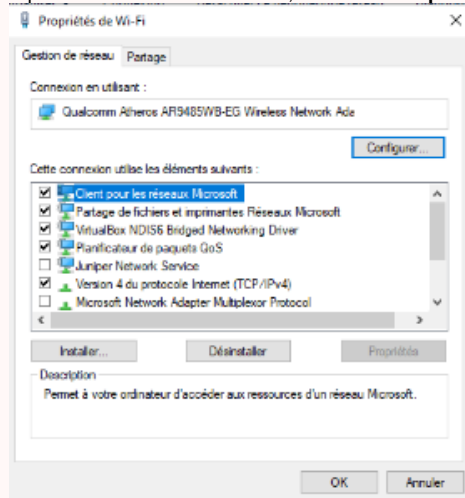 Propriétés de Wi-Fi
Gestion de réseau Partage
Connexion en utilisant :
Qualcomm Atheros AR9485WB-EG Wireless Network Ada
Configurer...
Cette connexion utilise les éléments suivants :
Client pour les réseaux Microsoft
Partage de fichiers et imprimantes Réseaux Microsoft
VirtualBox NDIS6 Bridged Networking Driver
Planificateur de paquets QoS
Juniper Network Service
Version 4 du protocole Internet (TCP/IPv4)
Microsoft Network Adapter Multiplexor Protocol
Installer... Désinstaller Propriétés
Description
Permet à votre ordinateur d'accéder aux ressources d'un réseau Microsoft.
OK Annuler